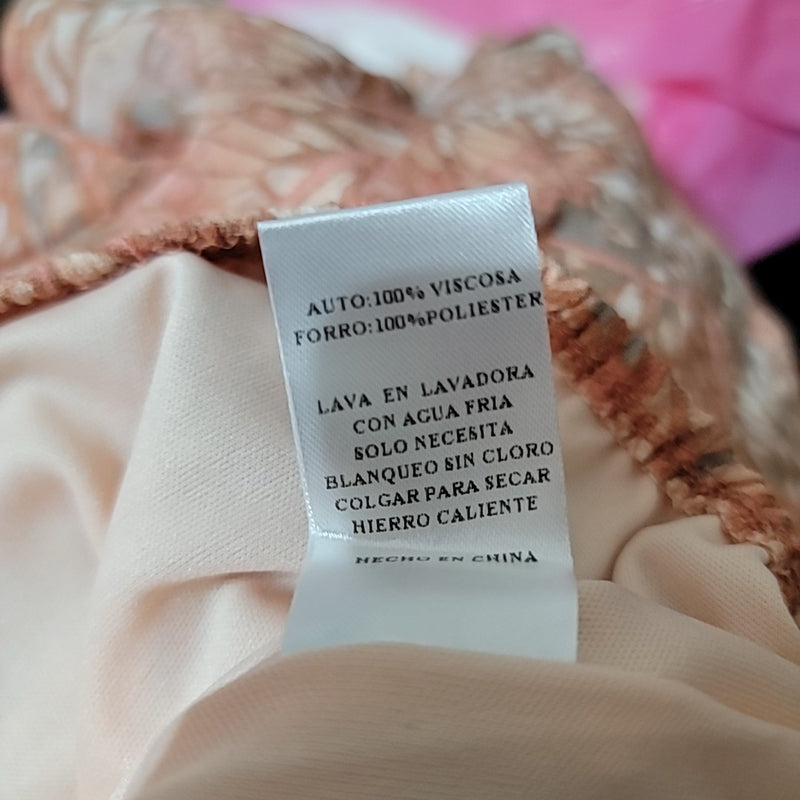 AUTO:100% VISCOSA
FORRO:100%POLIESTER
LAVA EN LAVADORA
CON AGUA FRIA
SOLO NECESITA
BLANQUEO SIN CLORO
COLGAR PARA SECAR
HIERRO CALIENTE
HECHO EN CHINA